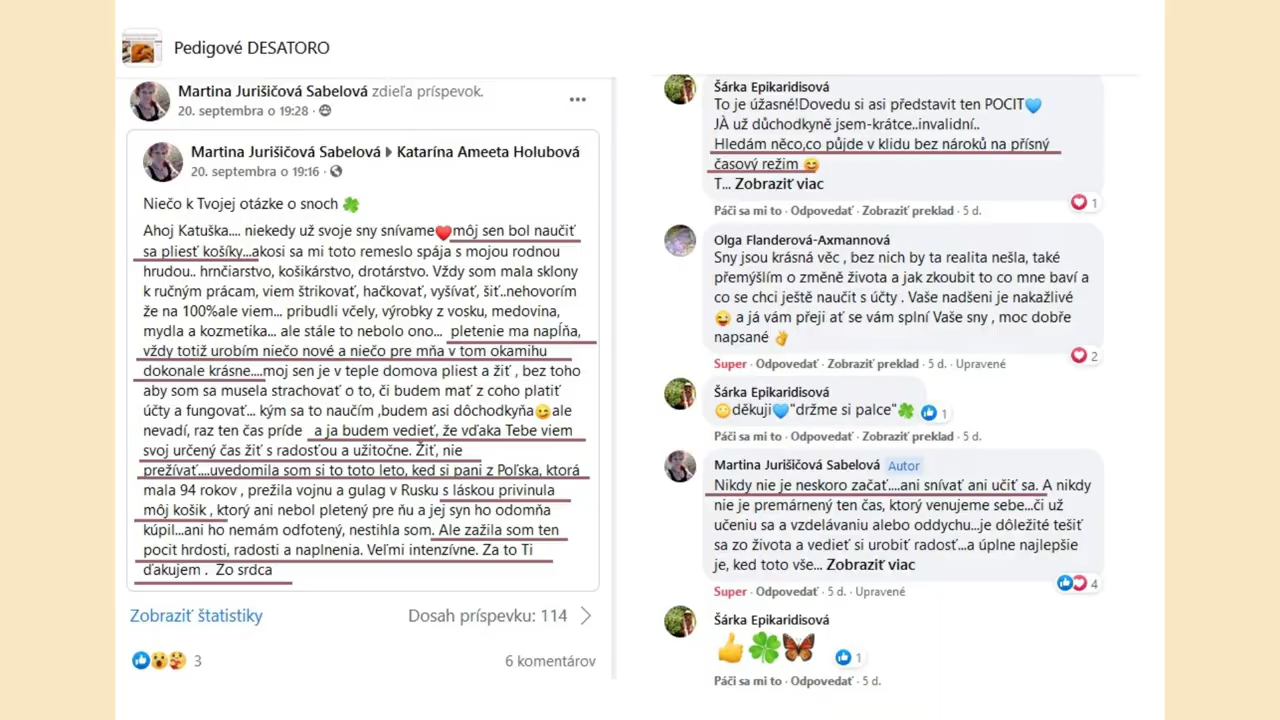 Pedigové DESATORO
Martina Jurišičová Sabelová zdieľa príspevok.
20. septembra o 19:28 ·
Martina Jurišičová Sabelová Katarína Ameeta Holubová
20. septembra o 19:16 ·
Niečo k Tvojej otázke o snoch 🍀
Ahoj Katuška.... niekedy už svoje sny snívame❤️môj sen bol naučiť
sa pliesť košíky...akosi sa mi toto remeslo spája s mojou rodnou
hrudou.. hrnčiarstvo, košikárstvo, drotárstvo. Vždy som mala sklony
k ručným prácam, viem štrikovať, hačkovať, vyšívať, šiť..nehovorím
že na 100%ale viem... pribudli včely, výrobky z vosku, medovina,
mydla a kozmetika... ale stále to nebolo ono... pletenie ma napĺňa,
vždy totiž urobím niečo nové a niečo pre mňa v tom okamihu
dokonale krásne....moj sen je v teple domova pliest a žiť , bez toho
aby som sa musela strachovať o to, či budem mať z coho platiť
účty a fungovať... kým sa to naučím ,budem asi dôchodkyňa😉ale
nevadí, raz ten čas príde a ja budem vedieť, že vďaka Tebe viem
svoj určený čas žiť s radosťou a užitočne. Žiť, nie
prežívať....uvedomila som si to toto leto, ked si pani z Poľska, ktorá
mala 94 rokov , prežila vojnu a gulag v Rusku s láskou privinula
môj košik , ktorý ani nebol pletený pre ňu a jej syn ho odomňa
kúpil...ani ho nemám odfotený, nestihla som. Ale zažila som ten
pocit hrdosti, radosti a naplnenia. Veľmi intenzívne. Za to Ti
ďakujem . Zo srdca
Zobraziť štatistiky Dosah príspevku: 114
3 6 komentárov
Šárka Epikaridisová
To je úžasné!Dovedu si asi představit ten POCIT💙
JÀ už důchodkyně jsem-krátce..invalidní..
Hledám něco,co půjde v klidu bez nároků na přísný
časový režim 😄
T... Zobraziť viac
1
Páči sa mi to · Odpovedať · Zobraziť preklad · 5 d.
Olga Flanderová-Axmannová
Sny jsou krásná věc , bez nich by ta realita nešla, také
přemýšlím o změně života a jak zkoubit to co mne baví a
co se chci ještě naučit s účty . Vaše nadšeni je nakažlivé
😜 a já vám přeji ať se vám splní Vaše sny , moc dobře
napsané 👌
2
Super · Odpovedať · Zobraziť preklad · 5 d. · Upravené
Šárka Epikaridisová
😳děkuji💙"držme si palce"🍀 1
Páči sa mi to · Odpovedať · Zobraziť preklad · 5 d.
Martina Jurišičová Sabelová Autor
Nikdy nie je neskoro začať....ani snívať ani učiť sa. A nikdy
nie je premárnený ten čas, ktorý venujeme sebe...či už
učeniu sa a vzdelávaniu alebo oddychu...je dôležité tešiť
sa zo života a vedieť si urobiť radosť...a úplne najlepšie
je, ked toto vše... Zobraziť viac
4
Super · Odpovedať · 5 d. · Upravené
Šárka Epikaridisová
👍🍀🦋 1
Páči sa mi to · Odpovedať · 5 d.